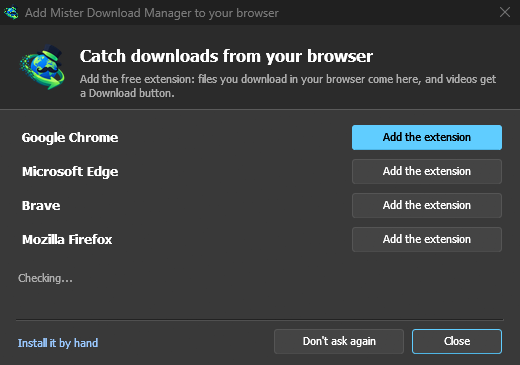 Add Mister Download Manager to your browser
Catch downloads from your browser
Add the free extension: files you download in your browser come here, and videos get
a Download button.
Google Chrome
Add the extension
Microsoft Edge
Add the extension
Brave
Add the extension
Mozilla Firefox
Add the extension
Checking...
Install it by hand
Don't ask again
Close